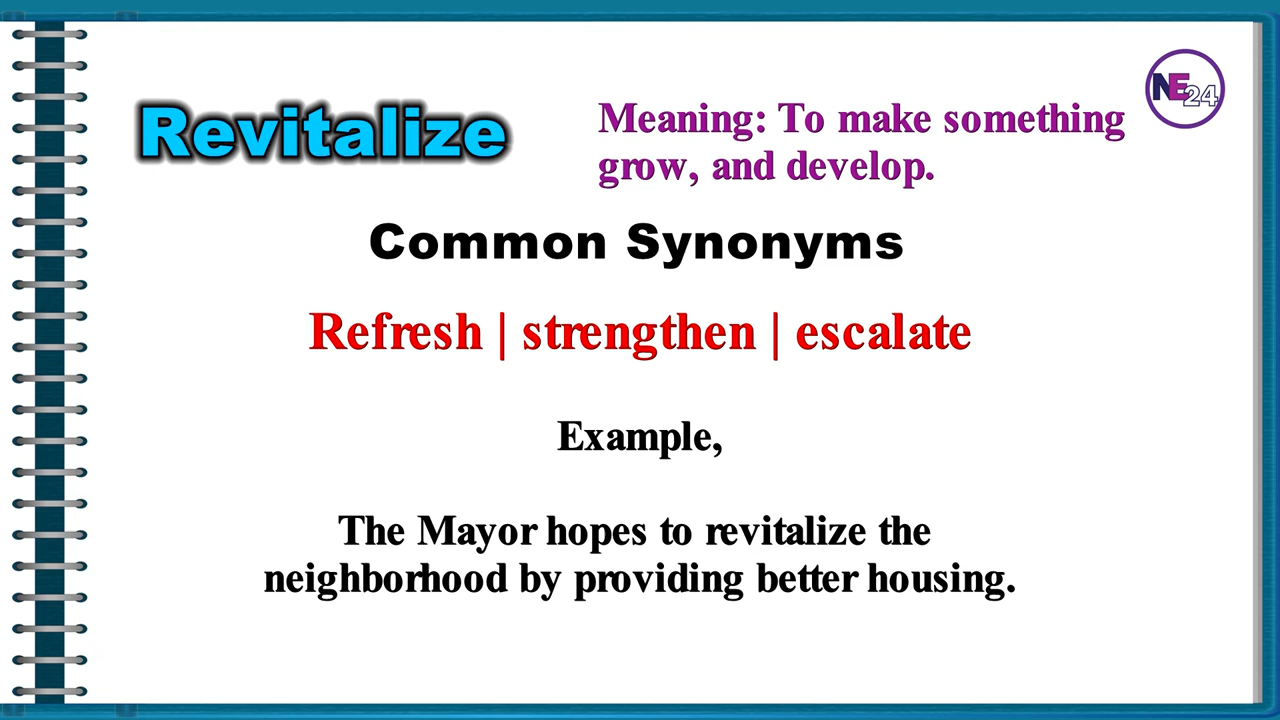 Revitalize
Meaning: To make something
grow, and develop.
NE24
Common Synonyms
Refresh | strengthen | escalate
Example,
The Mayor hopes to revitalize the
neighborhood by providing better housing.